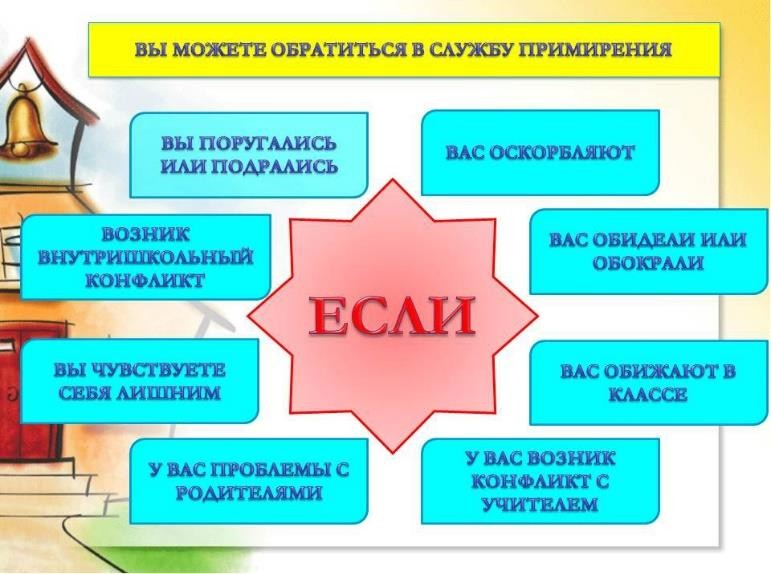 ВЫ МОЖЕТЕ ОБРАТИТЬСЯ В СЛУЖБУ ПРИМИРЕНИЯ
ВЫ ПОРУГАЛИСЬ
ИЛИ ПОДРАЛИСЬ
ВАС ОСКОРБЛЯЮТ
ВОЗНИК
ВНУТРИШКОЛЬНЫЙ
КОНФЛИКТ
ВАС ОБИДЕЛИ ИЛИ
ОБОКРАЛИ
ЕСЛИ
ВЫ ЧУВСТВУЕТЕ
СЕБЯ ЛИШНИМ
ВАС ОБИЖАЮТ В
КЛАССЕ
У ВАС ПРОБЛЕМЫ С
РОДИТЕЛЯМИ
У ВАС ВОЗНИК
КОНФЛИКТ С
УЧИТЕЛЕМ